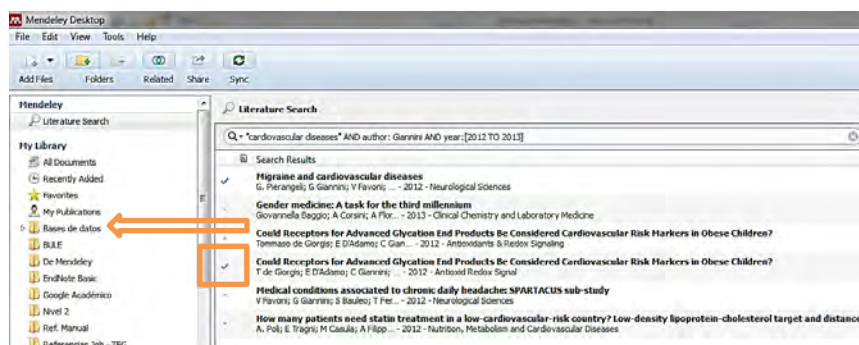 Mendeley Desktop
File Edit View Tools Help
Add Files Folders Related Share Sync
Mendeley
Literature Search
My Library
All Documents
Recently Added
Favorites
My Publications
Bases de datos
BULE
De Mendeley
EndNote Basic
Google Académico
Nivel 2
Ref. Manual
Referencias Job - TFG
Literature Search
"cardiovascular diseases" AND author: Giannini AND year:[2012 TO 2013]
Search Results
Migraine and cardiovascular diseases
G. Pierangeli; G Giannini; V Favoni; ... - 2012 - Neurological Sciences
Gender medicine: A task for the third millennium
Giovannella Baggio; A Corsini; A Flor... - 2013 - Clinical Chemistry and Laboratory Medicine
Could Receptors for Advanced Glycation End Products Be Considered Cardiovascular Risk Markers in Obese Children?
Tommaso de Giorgis; E D'Adamo; C Gian... - 2012 - Antioxidants & Redox Signaling
Could Receptors for Advanced Glycation End Products Be Considered Cardiovascular Risk Markers in Obese Children?
T de Giorgis; E D'Adamo; C Giannini; ... - 2012 - Antioxid Redox Signal
Medical conditions associated to chronic daily headache: SPARTACUS sub-study
V Favoni; G Giannini; S Bauleo; T Fer... - 2012 - Neurological Sciences
How many patients need statin treatment in a low-cardiovascular-risk country? Low-density lipoprotein-cholesterol target and distance
A. Poli; E Tragni; M Casula; A Filipp... - 2012 - Nutrition, Metabolism and Cardiovascular Diseases